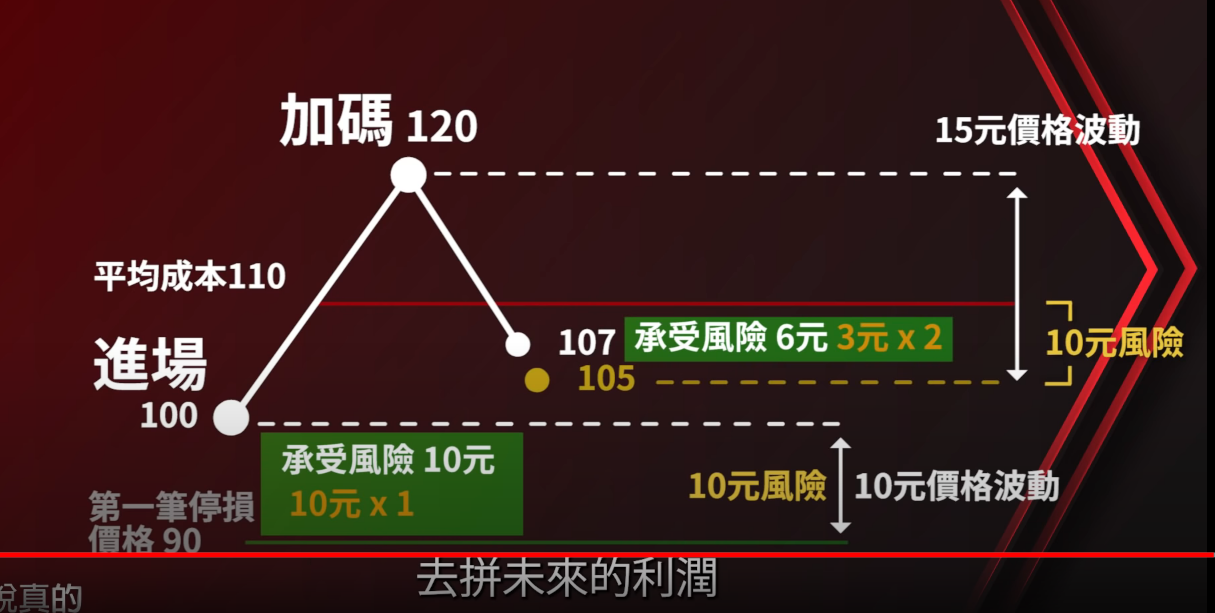 加碼 120
15元價格波動
平均成本110
107 承受風險 6元 3元 x 2
10元風險
進場
105
100
承受風險 10元
10元 x 1
10元風險 10元價格波動
第一筆停損
價格 90
去拼未來的利潤
說真的